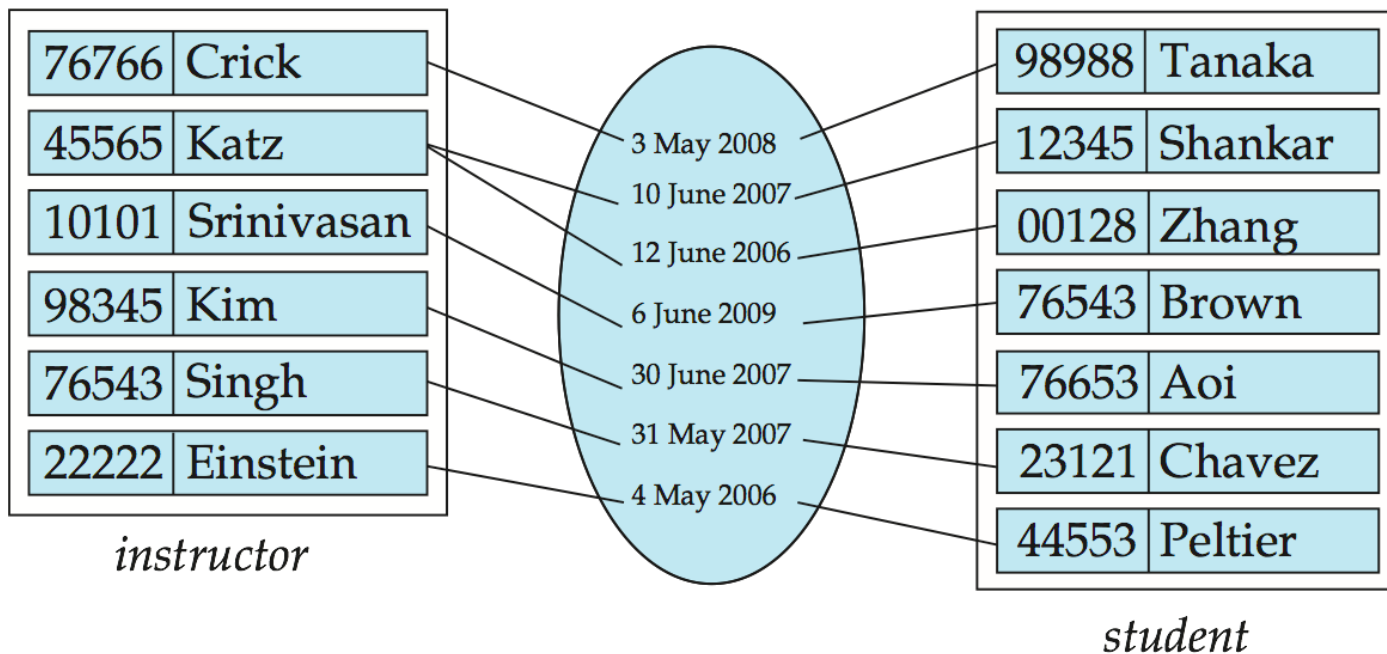 76766 Crick
45565 Katz
10101 Srinivasan
98345 Kim
76543 Singh
22222 Einstein
instructor
3 May 2008
10 June 2007
12 June 2006
6 June 2009
30 June 2007
31 May 2007
4 May 2006
98988 Tanaka
12345 Shankar
00128 Zhang
76543 Brown
76653 Aoi
23121 Chavez
44553 Peltier
student